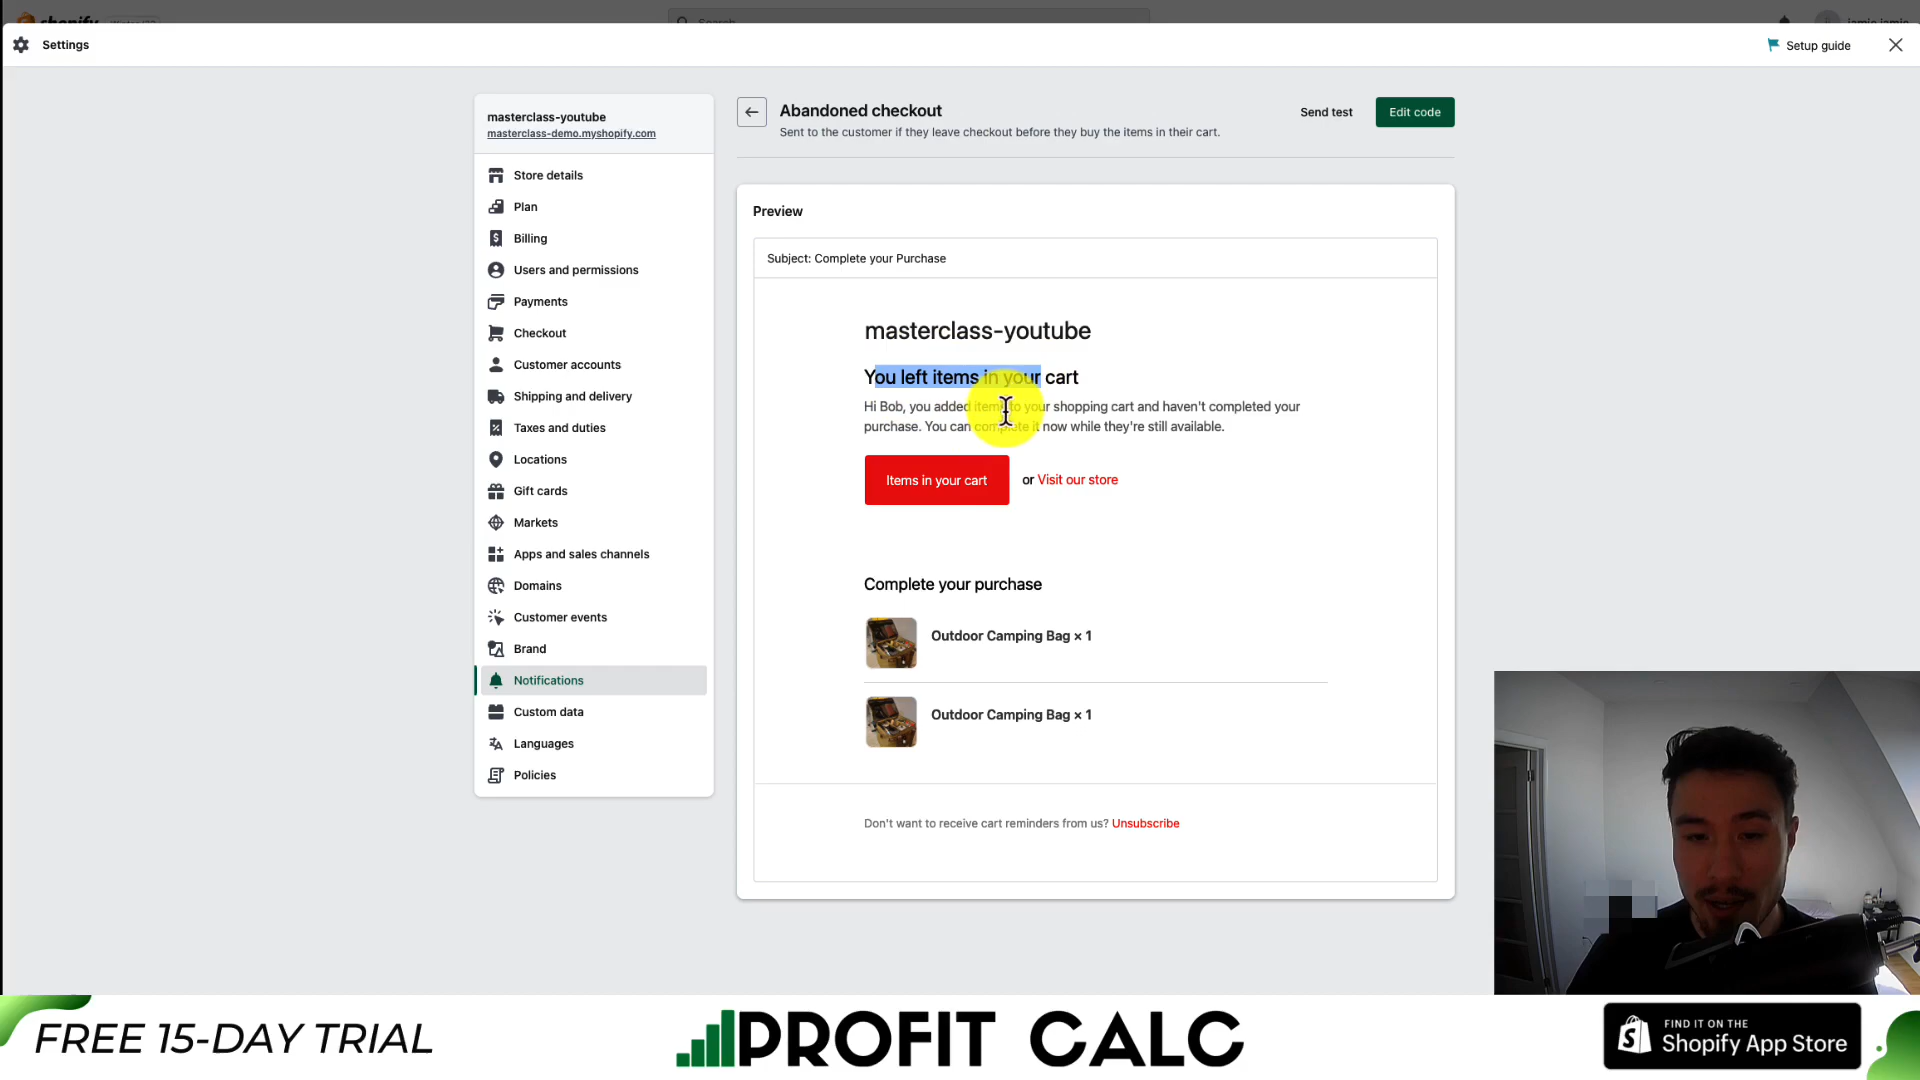 shopify
Search
Settings
Setup guide
masterclass-youtube
masterclass-demo.myshopify.com
Store details
Plan
Billing
Users and permissions
Payments
Checkout
Customer accounts
Shipping and delivery
Taxes and duties
Locations
Gift cards
Markets
Apps and sales channels
Domains
Customer events
Brand
Notifications
Custom data
Languages
Policies
Abandoned checkout
Sent to the customer if they leave checkout before they buy the items in their cart.
Send test
Edit code
Preview
Subject: Complete your Purchase
masterclass-youtube
You left items in your cart
Hi Bob, you added items to your shopping cart and haven't completed your
purchase. You can complete it now while they're still available.
Items in your cart
or Visit our store
Complete your purchase
Outdoor Camping Bag × 1
Outdoor Camping Bag × 1
Don't want to receive cart reminders from us? Unsubscribe
FREE 15-DAY TRIAL
PROFIT CALC
FIND IT ON THE
Shopify App Store